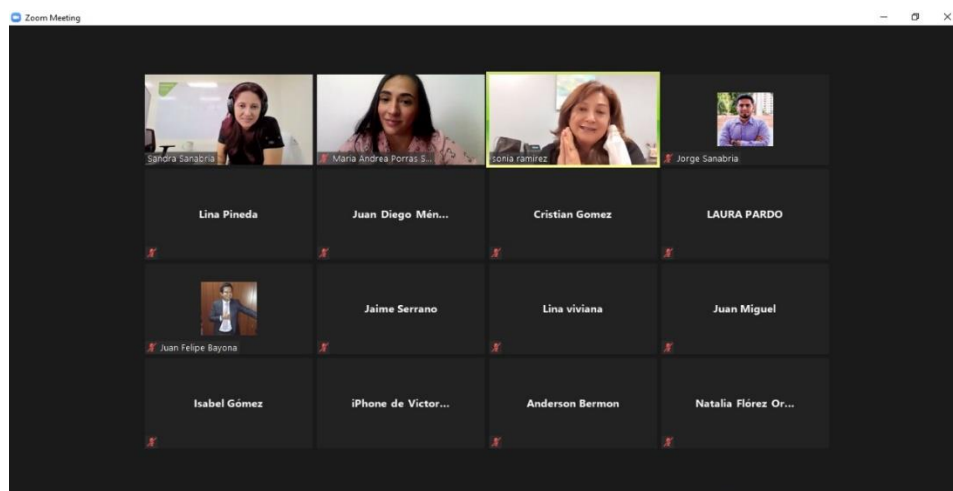 Zoom Meeting
Sandra Sanabria
Maria Andrea Porras S...
sonia ramirez
Jorge Sanabria
Lina Pineda
Juan Diego Mén...
Cristian Gomez
LAURA PARDO
Juan Felipe Bayona
Jaime Serrano
Lina viviana
Juan Miguel
Isabel Gómez
iPhone de Victor...
Anderson Bermon
Natalia Flórez Or...